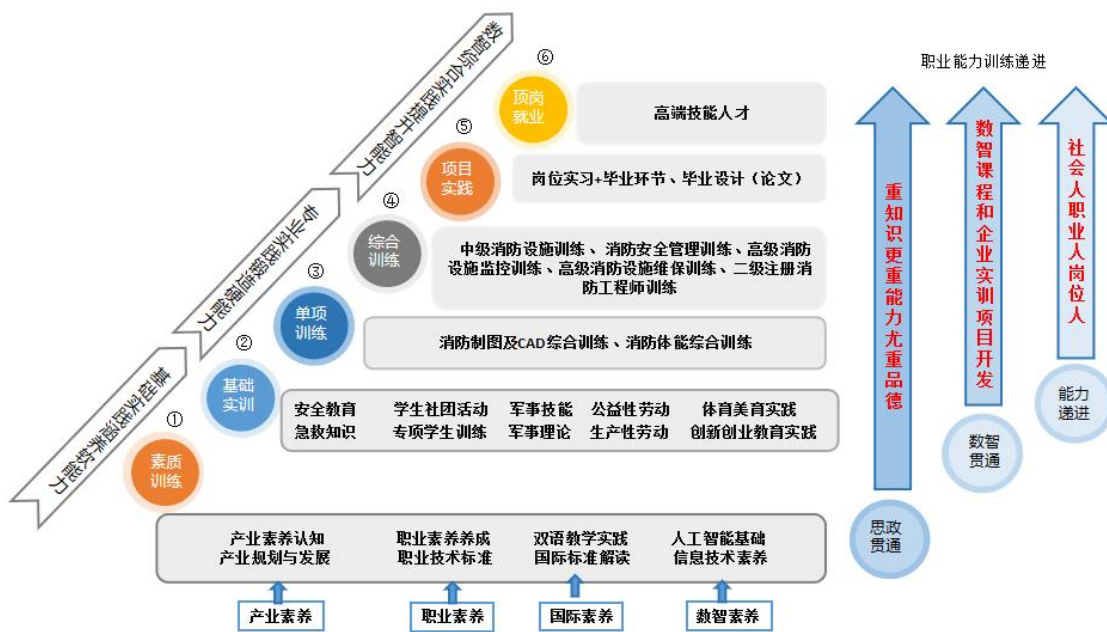 数智综合实践提升智能力
专业实践锻造硬能力
基础实践涵养软能力
职业能力训练递进
⑥
顶岗
就业
高端技能人才
⑤
项目
实践
岗位实习+毕业环节、毕业设计（论文）
④
综合
训练
中级消防设施训练、消防安全管理训练、高级消防
设施监控训练、高级消防设施维保训练、二级注册消
防工程师训练
③
单项
训练
消防制图及CAD综合训练、消防体能综合训练
②
基础
实训
安全教育 学生社团活动 军事技能 公益性劳动 体育美育实践
急救知识 专项学生训练 军事理论 生产性劳动 创新创业教育实践
①
素质
训练
产业素养认知 职业素养养成 双语教学实践 人工智能基础
产业规划与发展 职业技术标准 国际标准解读 信息技术素养
产业素养 职业素养 国际素养 数智素养
重知识更重能力尤重品德
思政
贯通
数智课程和企业实训项目开发
数智
贯通
社会人职业人岗位人
能力
递进